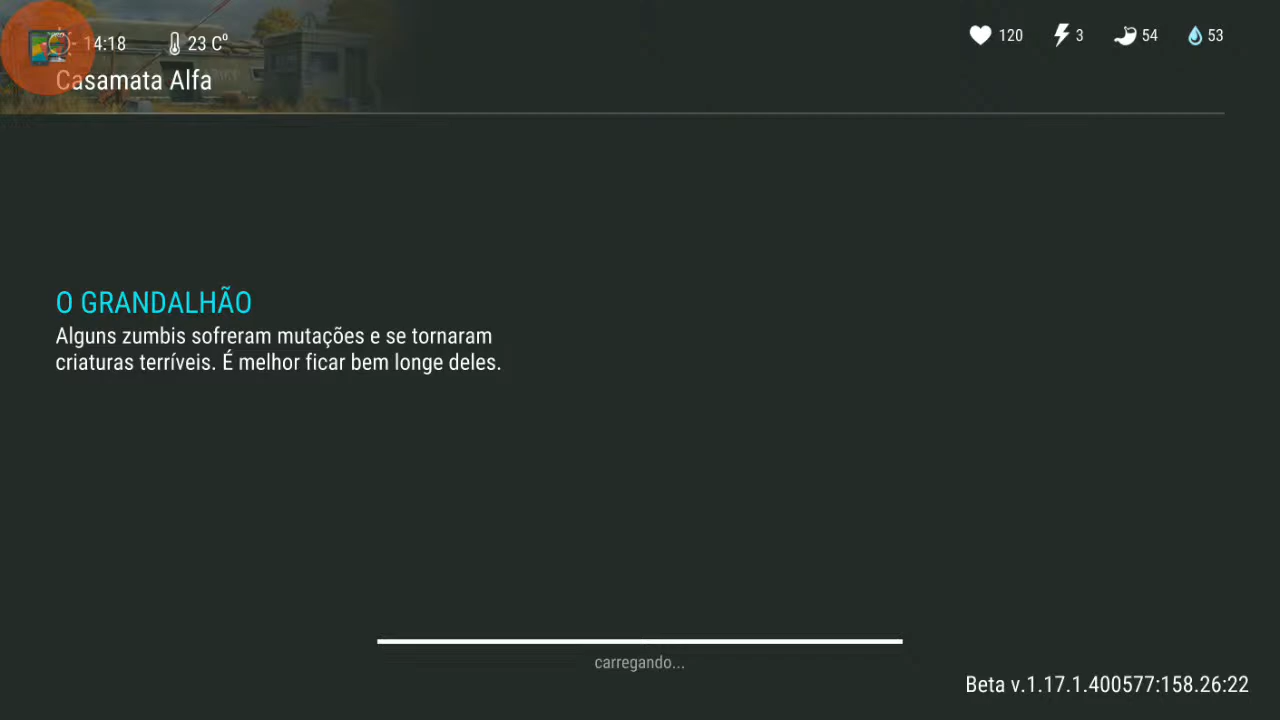 14:18 23 Cº
120 3 54 53
Casamata Alfa
O GRANDALHÃO
Alguns zumbis sofreram mutações e se tornaram
criaturas terríveis. É melhor ficar bem longe deles.
carregando...
Beta v.1.17.1.400577:158.26:22